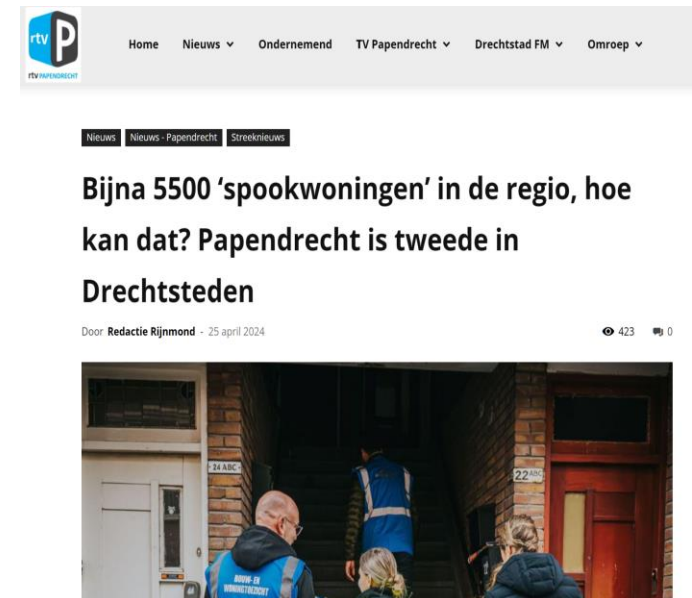 rtv P
rtv PAPENDRECHT
Home Nieuws Ondernemend TV Papendrecht Drechtstad FM Omroep
Nieuws Nieuws - Papendrecht Streeknieuws
Bijna 5500 ‘spookwoningen’ in de regio, hoe
kan dat? Papendrecht is tweede in
Drechtsteden
Door Redactie Rijnmond - 25 april 2024 423 0
24 ABC
22 ABC
BOUW- EN
WONINGTOEZICHT